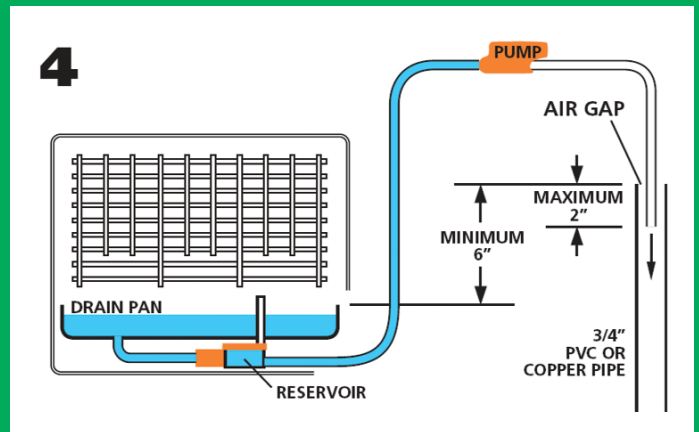 4
PUMP
AIR GAP
MAXIMUM
2”
MINIMUM
6”
DRAIN PAN
3/4”
PVC OR
COPPER PIPE
RESERVOIR